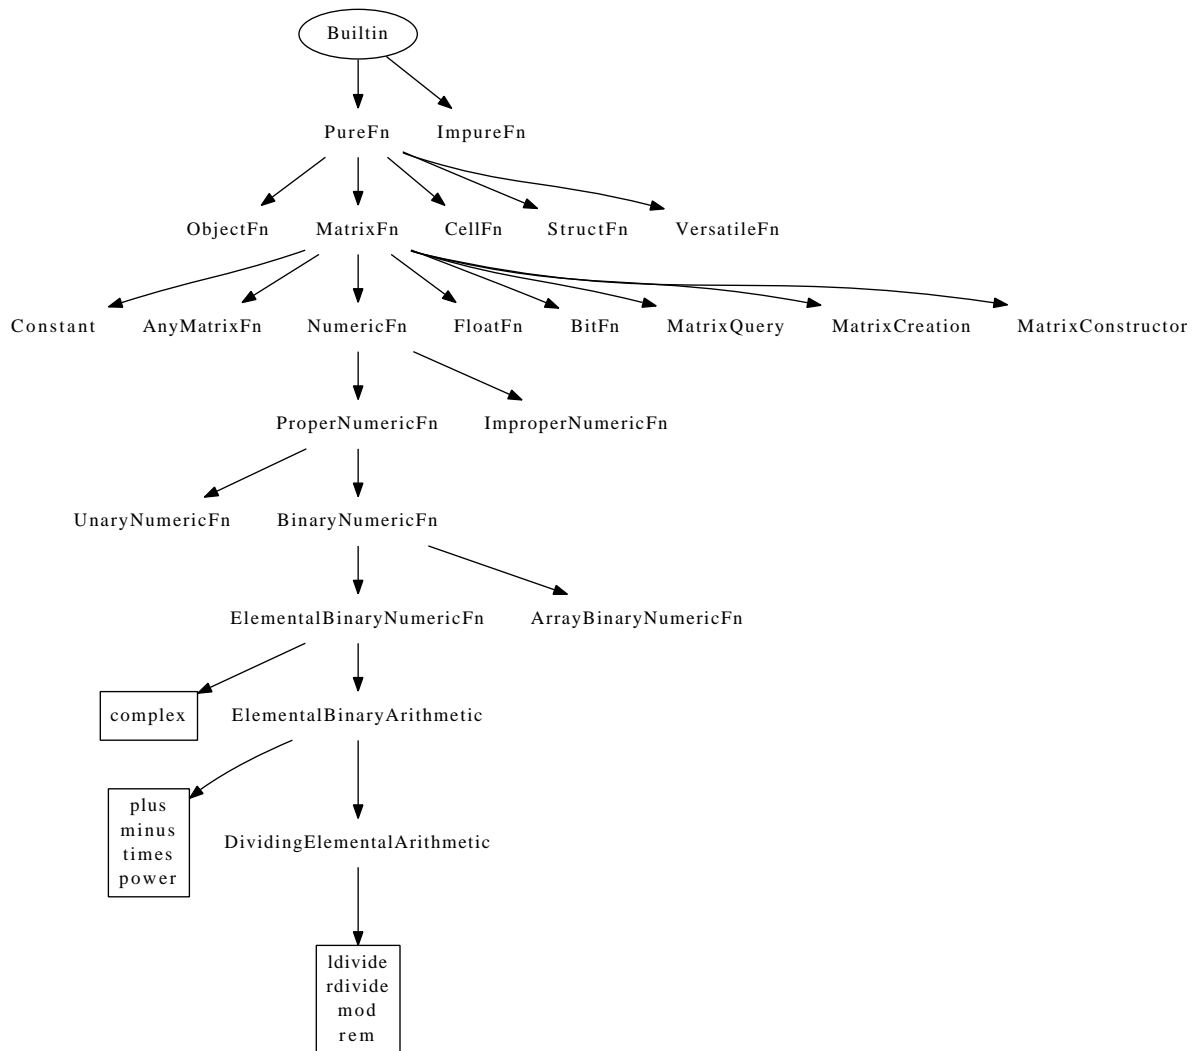 Builtin
PureFn ImpureFn
ObjectFn MatrixFn CellFn StructFn VersatileFn
Constant AnyMatrixFn NumericFn FloatFn BitFn MatrixQuery MatrixCreation MatrixConstructor
ProperNumericFn ImproperNumericFn
UnaryNumericFn BinaryNumericFn
ElementalBinaryNumericFn ArrayBinaryNumericFn
complex ElementalBinaryArithmetic
plus
minus
times
power
DividingElementalArithmetic
ldivide
rdivide
mod
rem